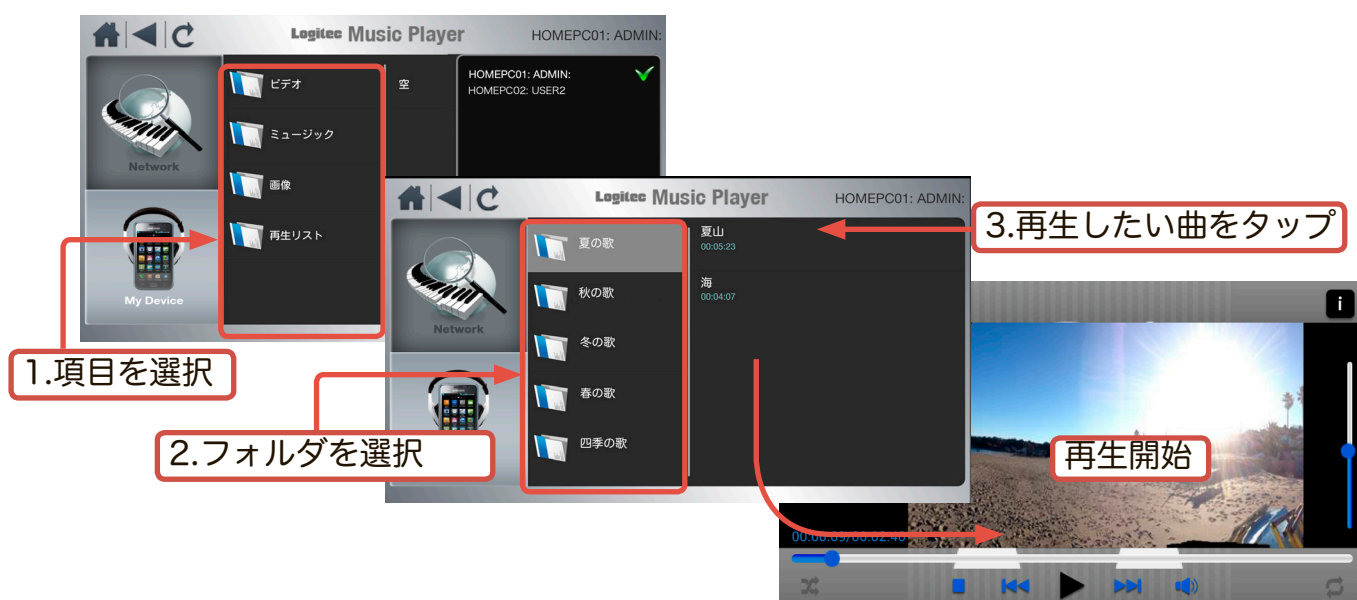 Logitec Music Player
HOMEPC01: ADMIN:
ビデオ
ミュージック
画像
再生リスト
空
HOMEPC01: ADMIN:
HOMEPC02: USER2
Network
My Device
1.項目を選択
Logitec Music Player
HOMEPC01: ADMIN:
夏の歌
秋の歌
冬の歌
春の歌
四季の歌
夏山
00:05:23
海
00:04:07
Network
2.フォルダを選択
3.再生したい曲をタップ
i
再生開始